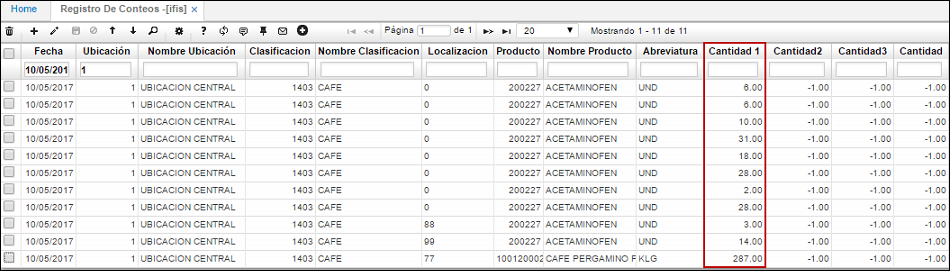 Home Registro De Conteos -[ifis] x
Página 1 de 1 20 Mostrando 1 - 11 de 11
Fecha Ubicación Nombre Ubicación Clasificacion Nombre Clasificacion Localizacion Producto Nombre Producto Abreviatura Cantidad 1 Cantidad2 Cantidad3 Cantidad
10/05/201 1
10/05/2017 1 UBICACION CENTRAL 1403 CAFE 0 200227 ACETAMINOFEN UND 6.00 -1.00 -1.00 -1.00
10/05/2017 1 UBICACION CENTRAL 1403 CAFE 0 200227 ACETAMINOFEN UND 6.00 -1.00 -1.00 -1.00
10/05/2017 1 UBICACION CENTRAL 1403 CAFE 0 200227 ACETAMINOFEN UND 10.00 -1.00 -1.00 -1.00
10/05/2017 1 UBICACION CENTRAL 1403 CAFE 0 200227 ACETAMINOFEN UND 31.00 -1.00 -1.00 -1.00
10/05/2017 1 UBICACION CENTRAL 1403 CAFE 0 200227 ACETAMINOFEN UND 18.00 -1.00 -1.00 -1.00
10/05/2017 1 UBICACION CENTRAL 1403 CAFE 0 200227 ACETAMINOFEN UND 28.00 -1.00 -1.00 -1.00
10/05/2017 1 UBICACION CENTRAL 1403 CAFE 0 200227 ACETAMINOFEN UND 2.00 -1.00 -1.00 -1.00
10/05/2017 1 UBICACION CENTRAL 1403 CAFE 0 200227 ACETAMINOFEN UND 28.00 -1.00 -1.00 -1.00
10/05/2017 1 UBICACION CENTRAL 1403 CAFE 88 200227 ACETAMINOFEN UND 3.00 -1.00 -1.00 -1.00
10/05/2017 1 UBICACION CENTRAL 1403 CAFE 99 200227 ACETAMINOFEN UND 14.00 -1.00 -1.00 -1.00
10/05/2017 1 UBICACION CENTRAL 1403 CAFE 77 100120002 CAFE PERGAMINO F KLG 287.00 -1.00 -1.00 -1.00